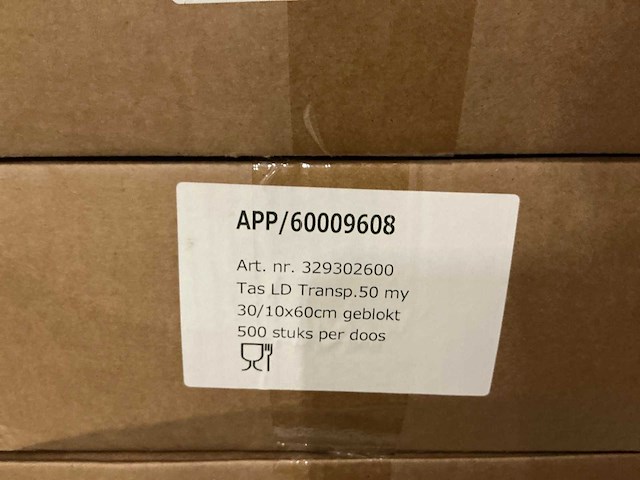 APP/60009608
Art. nr. 329302600
Tas LD Transp.50 my
30/10x60cm geblokt
500 stuks per doos